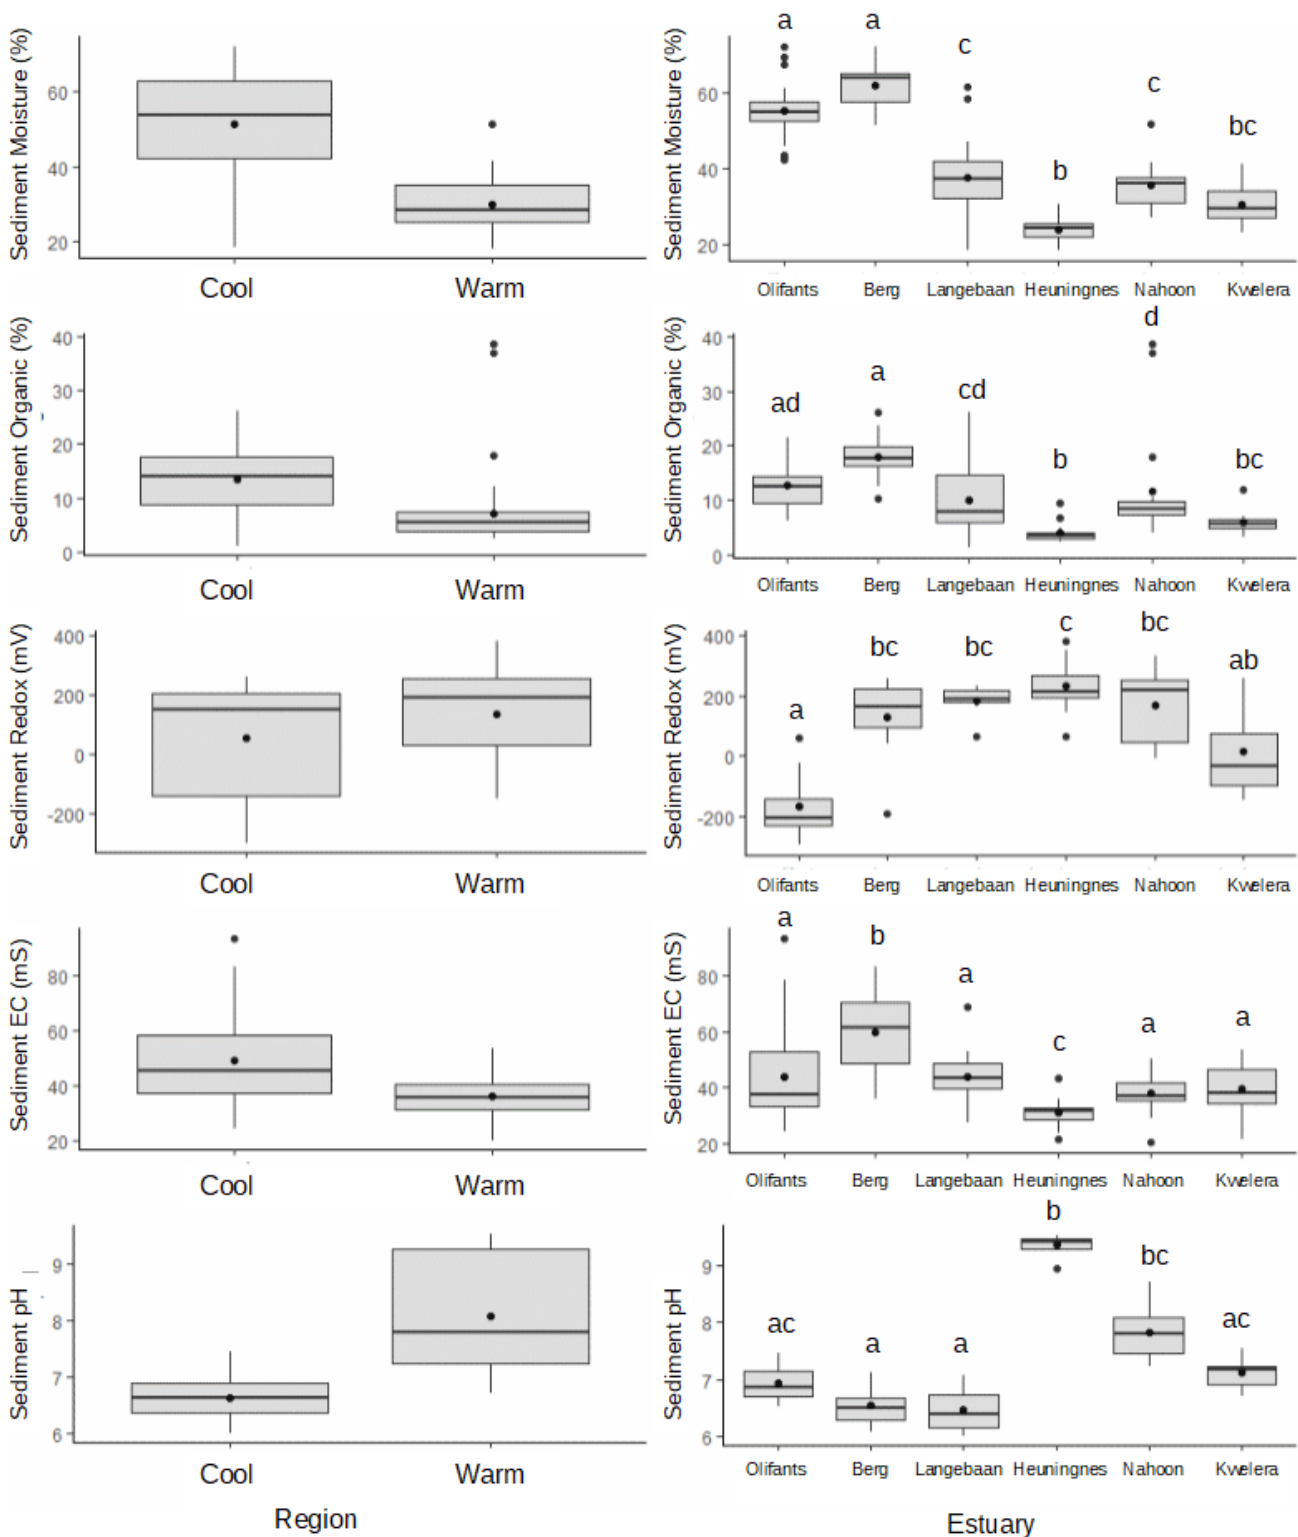 Sediment Moisture (%)
60
40
20
Cool
Warm
Sediment Moisture (%)
60
40
20
a
a
c
b
c
bc
Olifants
Berg
Langebaan
Heuningnes
Nahoon
Kwelera
Sediment Organic (%)
40
30
20
10
0
Cool
Warm
Sediment Organic (%)
40
30
20
10
0
ad
a
cd
b
d
bc
Olifants
Berg
Langebaan
Heuningnes
Nahoon
Kwelera
Sediment Redox (mV)
400
200
0
-200
Cool
Warm
Sediment Redox (mV)
400
200
0
-200
a
bc
bc
c
bc
ab
Olifants
Berg
Langebaan
Heuningnes
Nahoon
Kwelera
Sediment EC (mS)
80
60
40
20
Cool
Warm
Sediment EC (mS)
80
60
40
20
a
b
a
c
a
a
Olifants
Berg
Langebaan
Heuningnes
Nahoon
Kwelera
Sediment pH
9
8
7
6
Cool
Warm
Region
Sediment pH
9
8
7
6
ac
a
a
b
bc
ac
Olifants
Berg
Langebaan
Heuningnes
Nahoon
Kwelera
Estuary